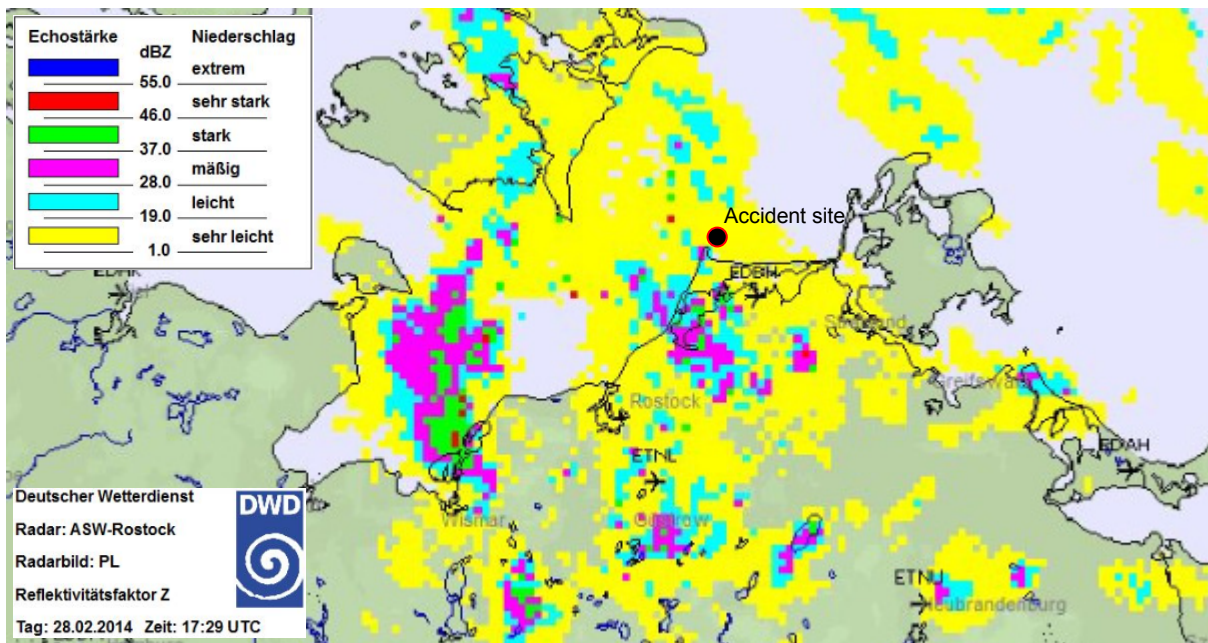 Echostärke Niederschlag
dBZ
extrem
55.0
sehr stark
46.0
stark
37.0
mäßig
28.0
leicht
19.0
sehr leicht
1.0
Accident site
EDBH
Rostock
ETNL
EDAH
Wismar
Güstrow
ETNU
Neubrandenburg
Deutscher Wetterdienst
Radar: ASW-Rostock
Radarbild: PL
Reflektivitätsfaktor Z
Tag: 28.02.2014 Zeit: 17:29 UTC
DWD